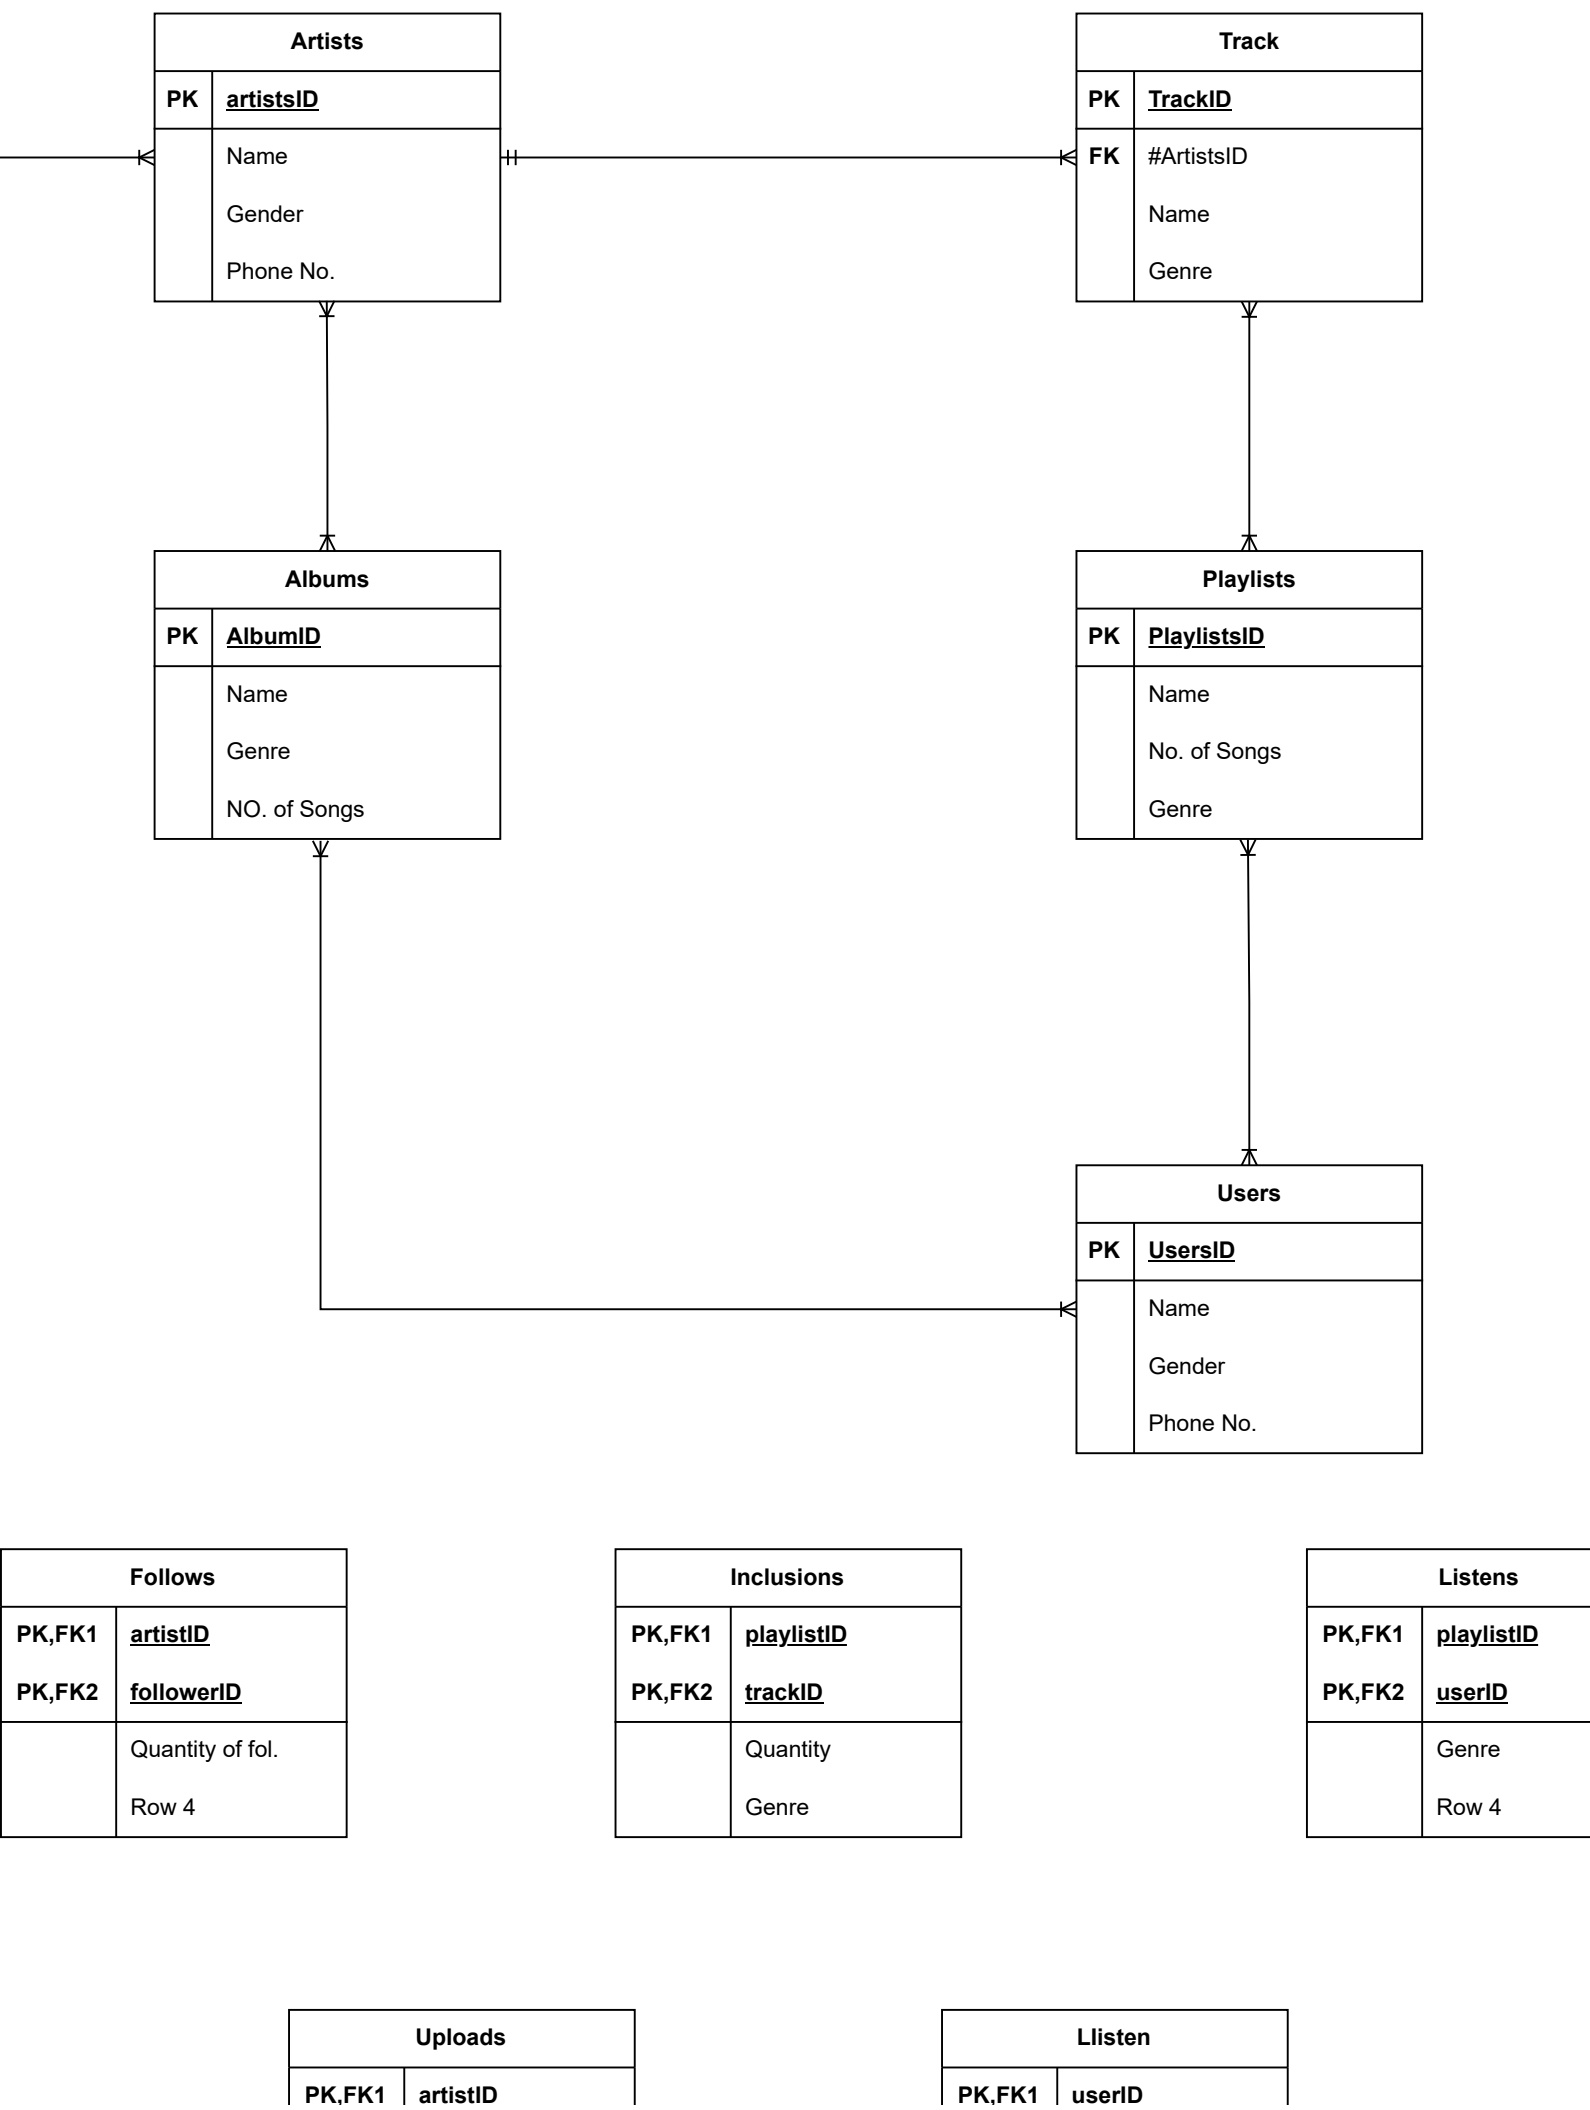 Artists
PK artistsID
Name
Gender
Phone No.
Track
PK TrackID
FK #ArtistsID
Name
Genre
Albums
PK AlbumID
Name
Genre
NO. of Songs
Playlists
PK PlaylistsID
Name
No. of Songs
Genre
Users
PK UsersID
Name
Gender
Phone No.
Follows
PK,FK1 artistID
PK,FK2 followerID
Quantity of fol.
Row 4
Inclusions
PK,FK1 playlistID
PK,FK2 trackID
Quantity
Genre
Listens
PK,FK1 playlistID
PK,FK2 userID
Genre
Row 4
Uploads
PK,FK1 artistID
Llisten
PK,FK1 userID